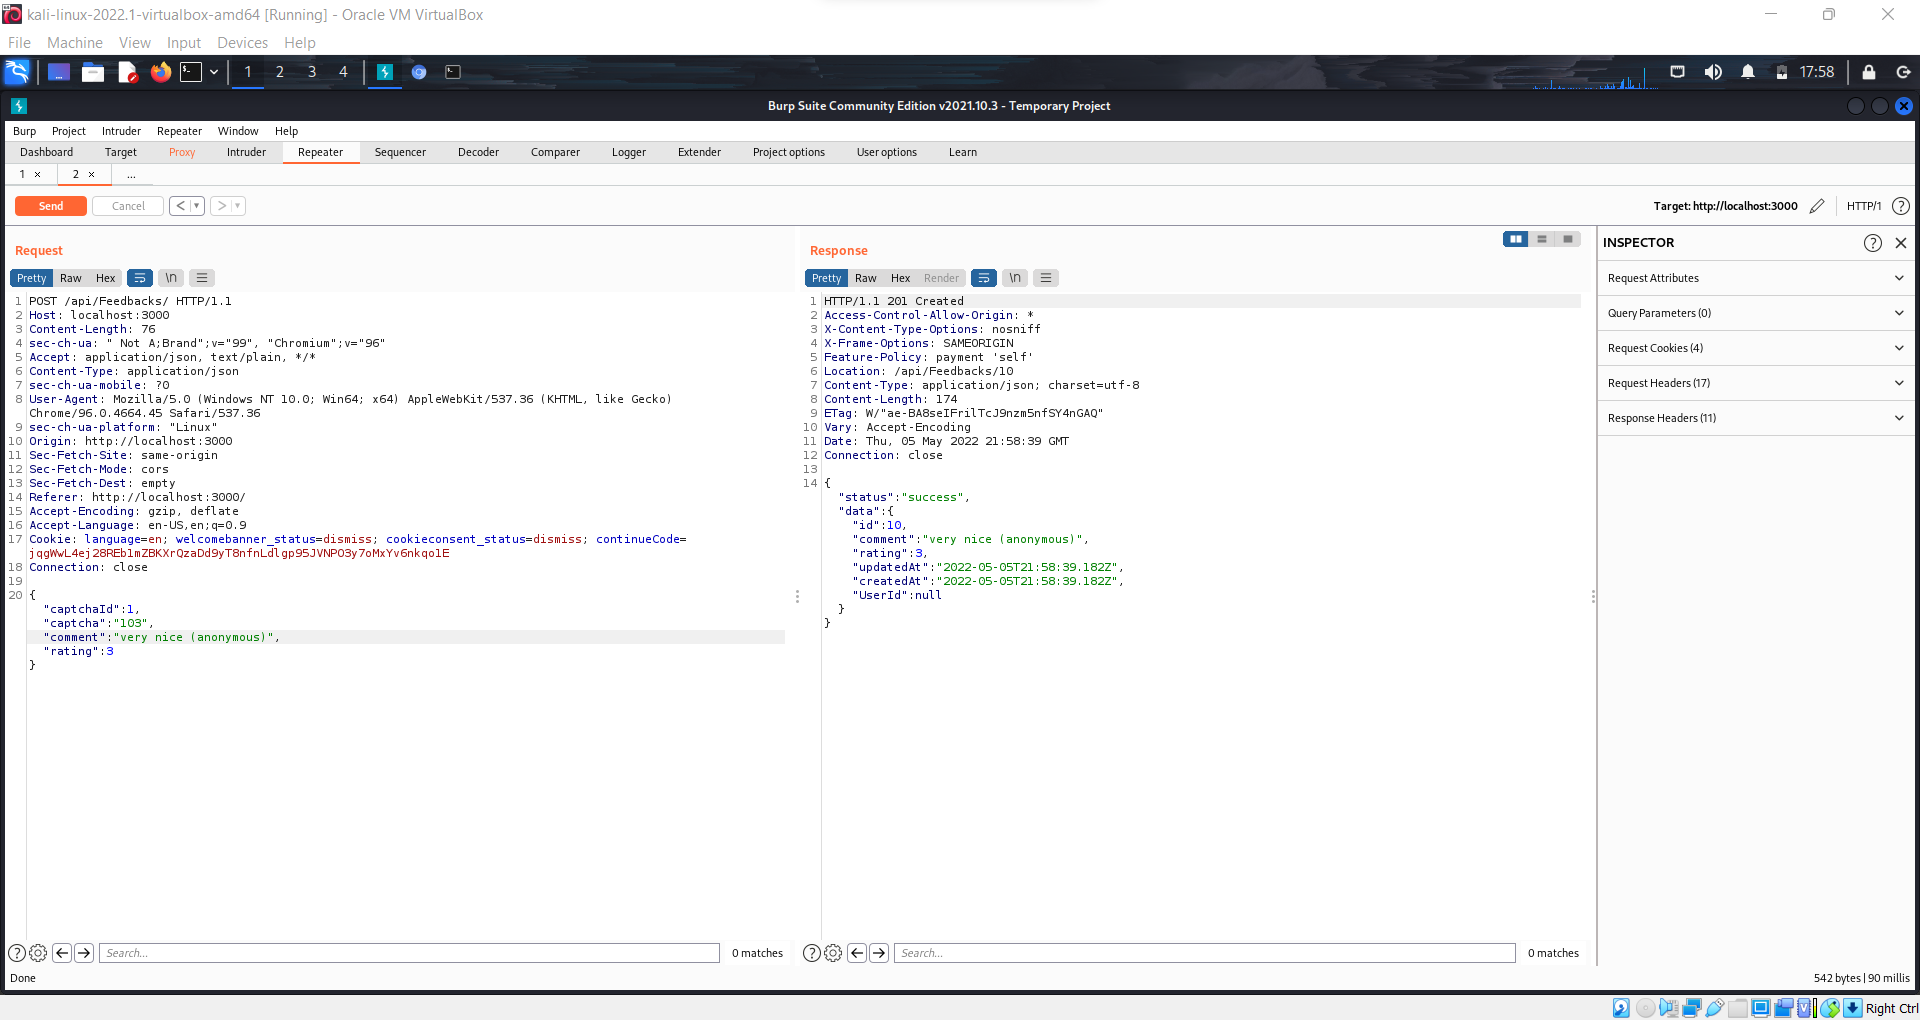 kali-linux-2022.1-virtualbox-amd64 [Running] - Oracle VM VirtualBox
File Machine View Input Devices Help
1 2 3 4 17:58
Burp Suite Community Edition v2021.10.3 - Temporary Project
Burp Project Intruder Repeater Window Help
Dashboard Target Proxy Intruder Repeater Sequencer Decoder Comparer Logger Extender Project options User options Learn
1 × 2 × ...
Send Cancel < > Target: http://localhost:3000 HTTP/1 ?
Request
Pretty Raw Hex \n
1 POST /api/Feedbacks/ HTTP/1.1
2 Host: localhost:3000
3 Content-Length: 76
4 sec-ch-ua: " Not A;Brand";v="99", "Chromium";v="96"
5 Accept: application/json, text/plain, */*
6 Content-Type: application/json
7 sec-ch-ua-mobile: ?0
8 User-Agent: Mozilla/5.0 (Windows NT 10.0; Win64; x64) AppleWebKit/537.36 (KHTML, like Gecko)
Chrome/96.0.4664.45 Safari/537.36
9 sec-ch-ua-platform: "Linux"
10 Origin: http://localhost:3000
11 Sec-Fetch-Site: same-origin
12 Sec-Fetch-Mode: cors
13 Sec-Fetch-Dest: empty
14 Referer: http://localhost:3000/
15 Accept-Encoding: gzip, deflate
16 Accept-Language: en-US,en;q=0.9
17 Cookie: language=en; welcomebanner_status=dismiss; cookieconsent_status=dismiss; continueCode=
jqgWwL4ej28REb1mZBKXrQzaDd9yT8nfnLdlgp95JVNPO3y7oMxYv6nkqo1E
18 Connection: close
19
20 {
"captchaId":1,
"captcha":"103",
"comment":"very nice (anonymous)",
"rating":3
}
? Search... 0 matches
Response
Pretty Raw Hex Render \n
1 HTTP/1.1 201 Created
2 Access-Control-Allow-Origin: *
3 X-Content-Type-Options: nosniff
4 X-Frame-Options: SAMEORIGIN
5 Feature-Policy: payment 'self'
6 Location: /api/Feedbacks/10
7 Content-Type: application/json; charset=utf-8
8 Content-Length: 174
9 ETag: W/"ae-BA8seIFrilTcJ9nzm5nfSY4nGAQ"
10 Vary: Accept-Encoding
11 Date: Thu, 05 May 2022 21:58:39 GMT
12 Connection: close
13
14 {
"status":"success",
"data":{
"id":10,
"comment":"very nice (anonymous)",
"rating":3,
"updatedAt":"2022-05-05T21:58:39.182Z",
"createdAt":"2022-05-05T21:58:39.182Z",
"UserId":null
}
}
? Search... 0 matches
INSPECTOR ?
Request Attributes
Query Parameters (0)
Request Cookies (4)
Request Headers (17)
Response Headers (11)
Done 542 bytes | 90 millis
Right Ctrl